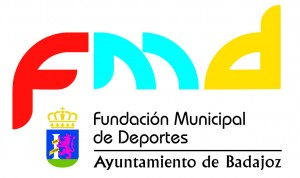 fmd
Fundación Municipal
de Deportes
Ayuntamiento de Badajoz